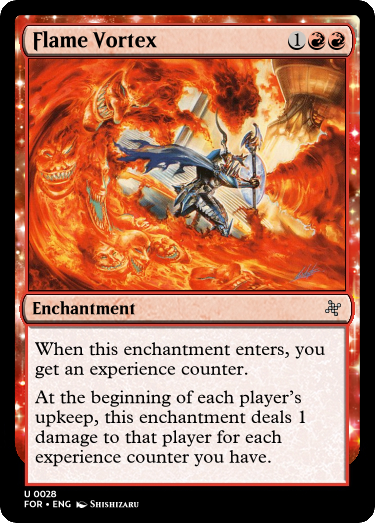 Flame Vortex 1
Enchantment
When this enchantment enters, you
get an experience counter.
At the beginning of each player's
upkeep, this enchantment deals 1
damage to that player for each
experience counter you have.
U 0028
FOR • ENG Shishizaru